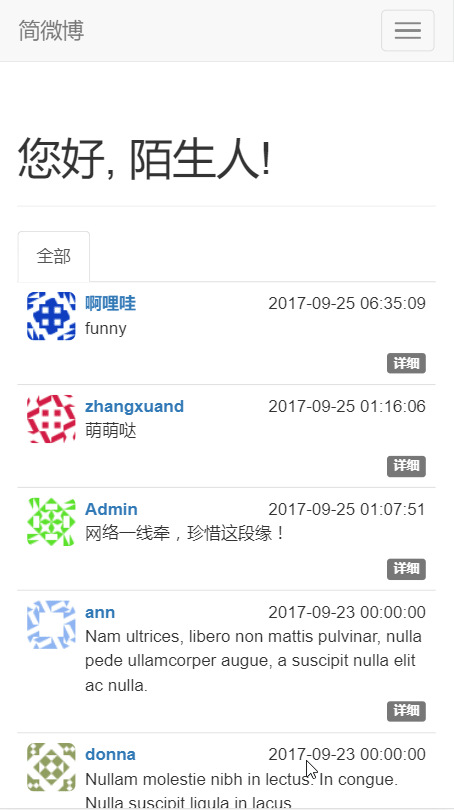 简微博
您好, 陌生人!
全部
啊哩哇 2017-09-25 06:35:09
funny
详细
zhangxuand 2017-09-25 01:16:06
萌萌哒
详细
Admin 2017-09-25 01:07:51
网络一线牵，珍惜这段缘！
详细
ann 2017-09-23 00:00:00
Nam ultrices, libero non mattis pulvinar, nulla
pede ullamcorper augue, a suscipit nulla elit
ac nulla.
详细
donna 2017-09-23 00:00:00
Nullam molestie nibh in lectus. In congue.
Nulla suscipit ligula in lacus